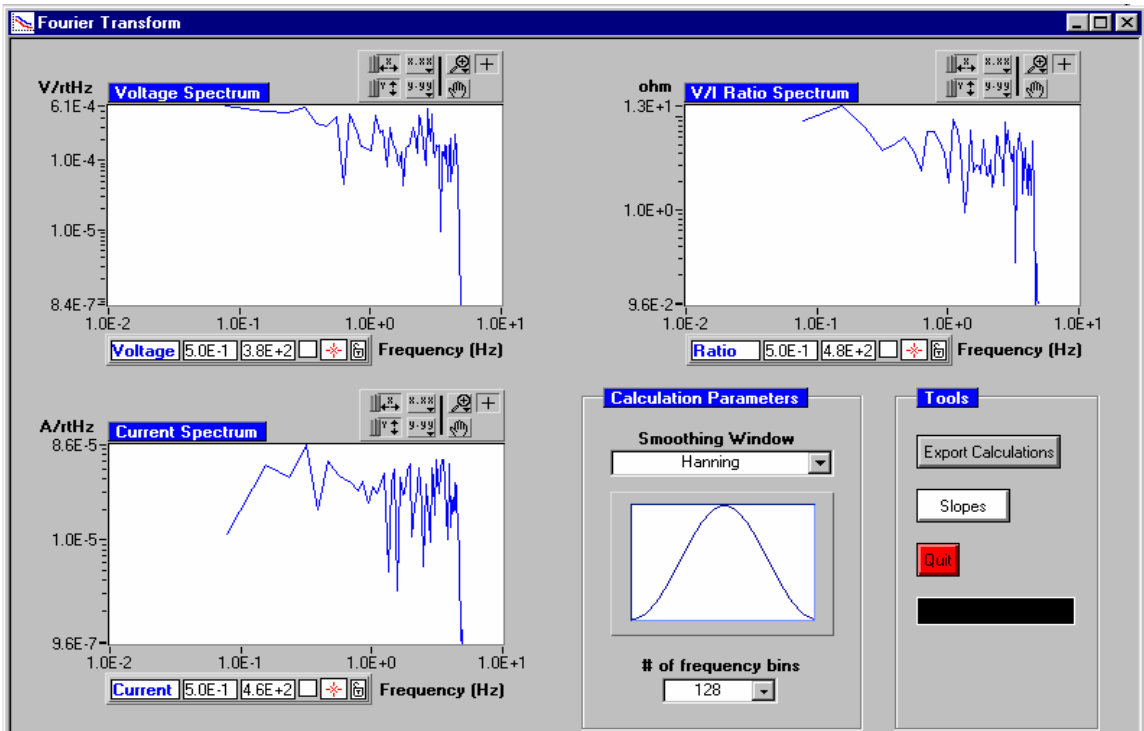 Fourier Transform
V/rtHz
Voltage Spectrum
6.1E-4
1.0E-4
1.0E-5
8.4E-7
1.0E-2 1.0E-1 1.0E+0 1.0E+1
Voltage 5.0E-1 3.8E+2 Frequency (Hz)
ohm
V/I Ratio Spectrum
1.3E+1
1.0E+0
9.6E-2
1.0E-2 1.0E-1 1.0E+0 1.0E+1
Ratio 5.0E-1 4.8E+2 Frequency (Hz)
A/rtHz
Current Spectrum
8.6E-5
1.0E-5
9.6E-7
1.0E-2 1.0E-1 1.0E+0 1.0E+1
Current 5.0E-1 4.6E+2 Frequency (Hz)
Calculation Parameters
Smoothing Window
Hanning
# of frequency bins
128
Tools
Export Calculations
Slopes
Quit